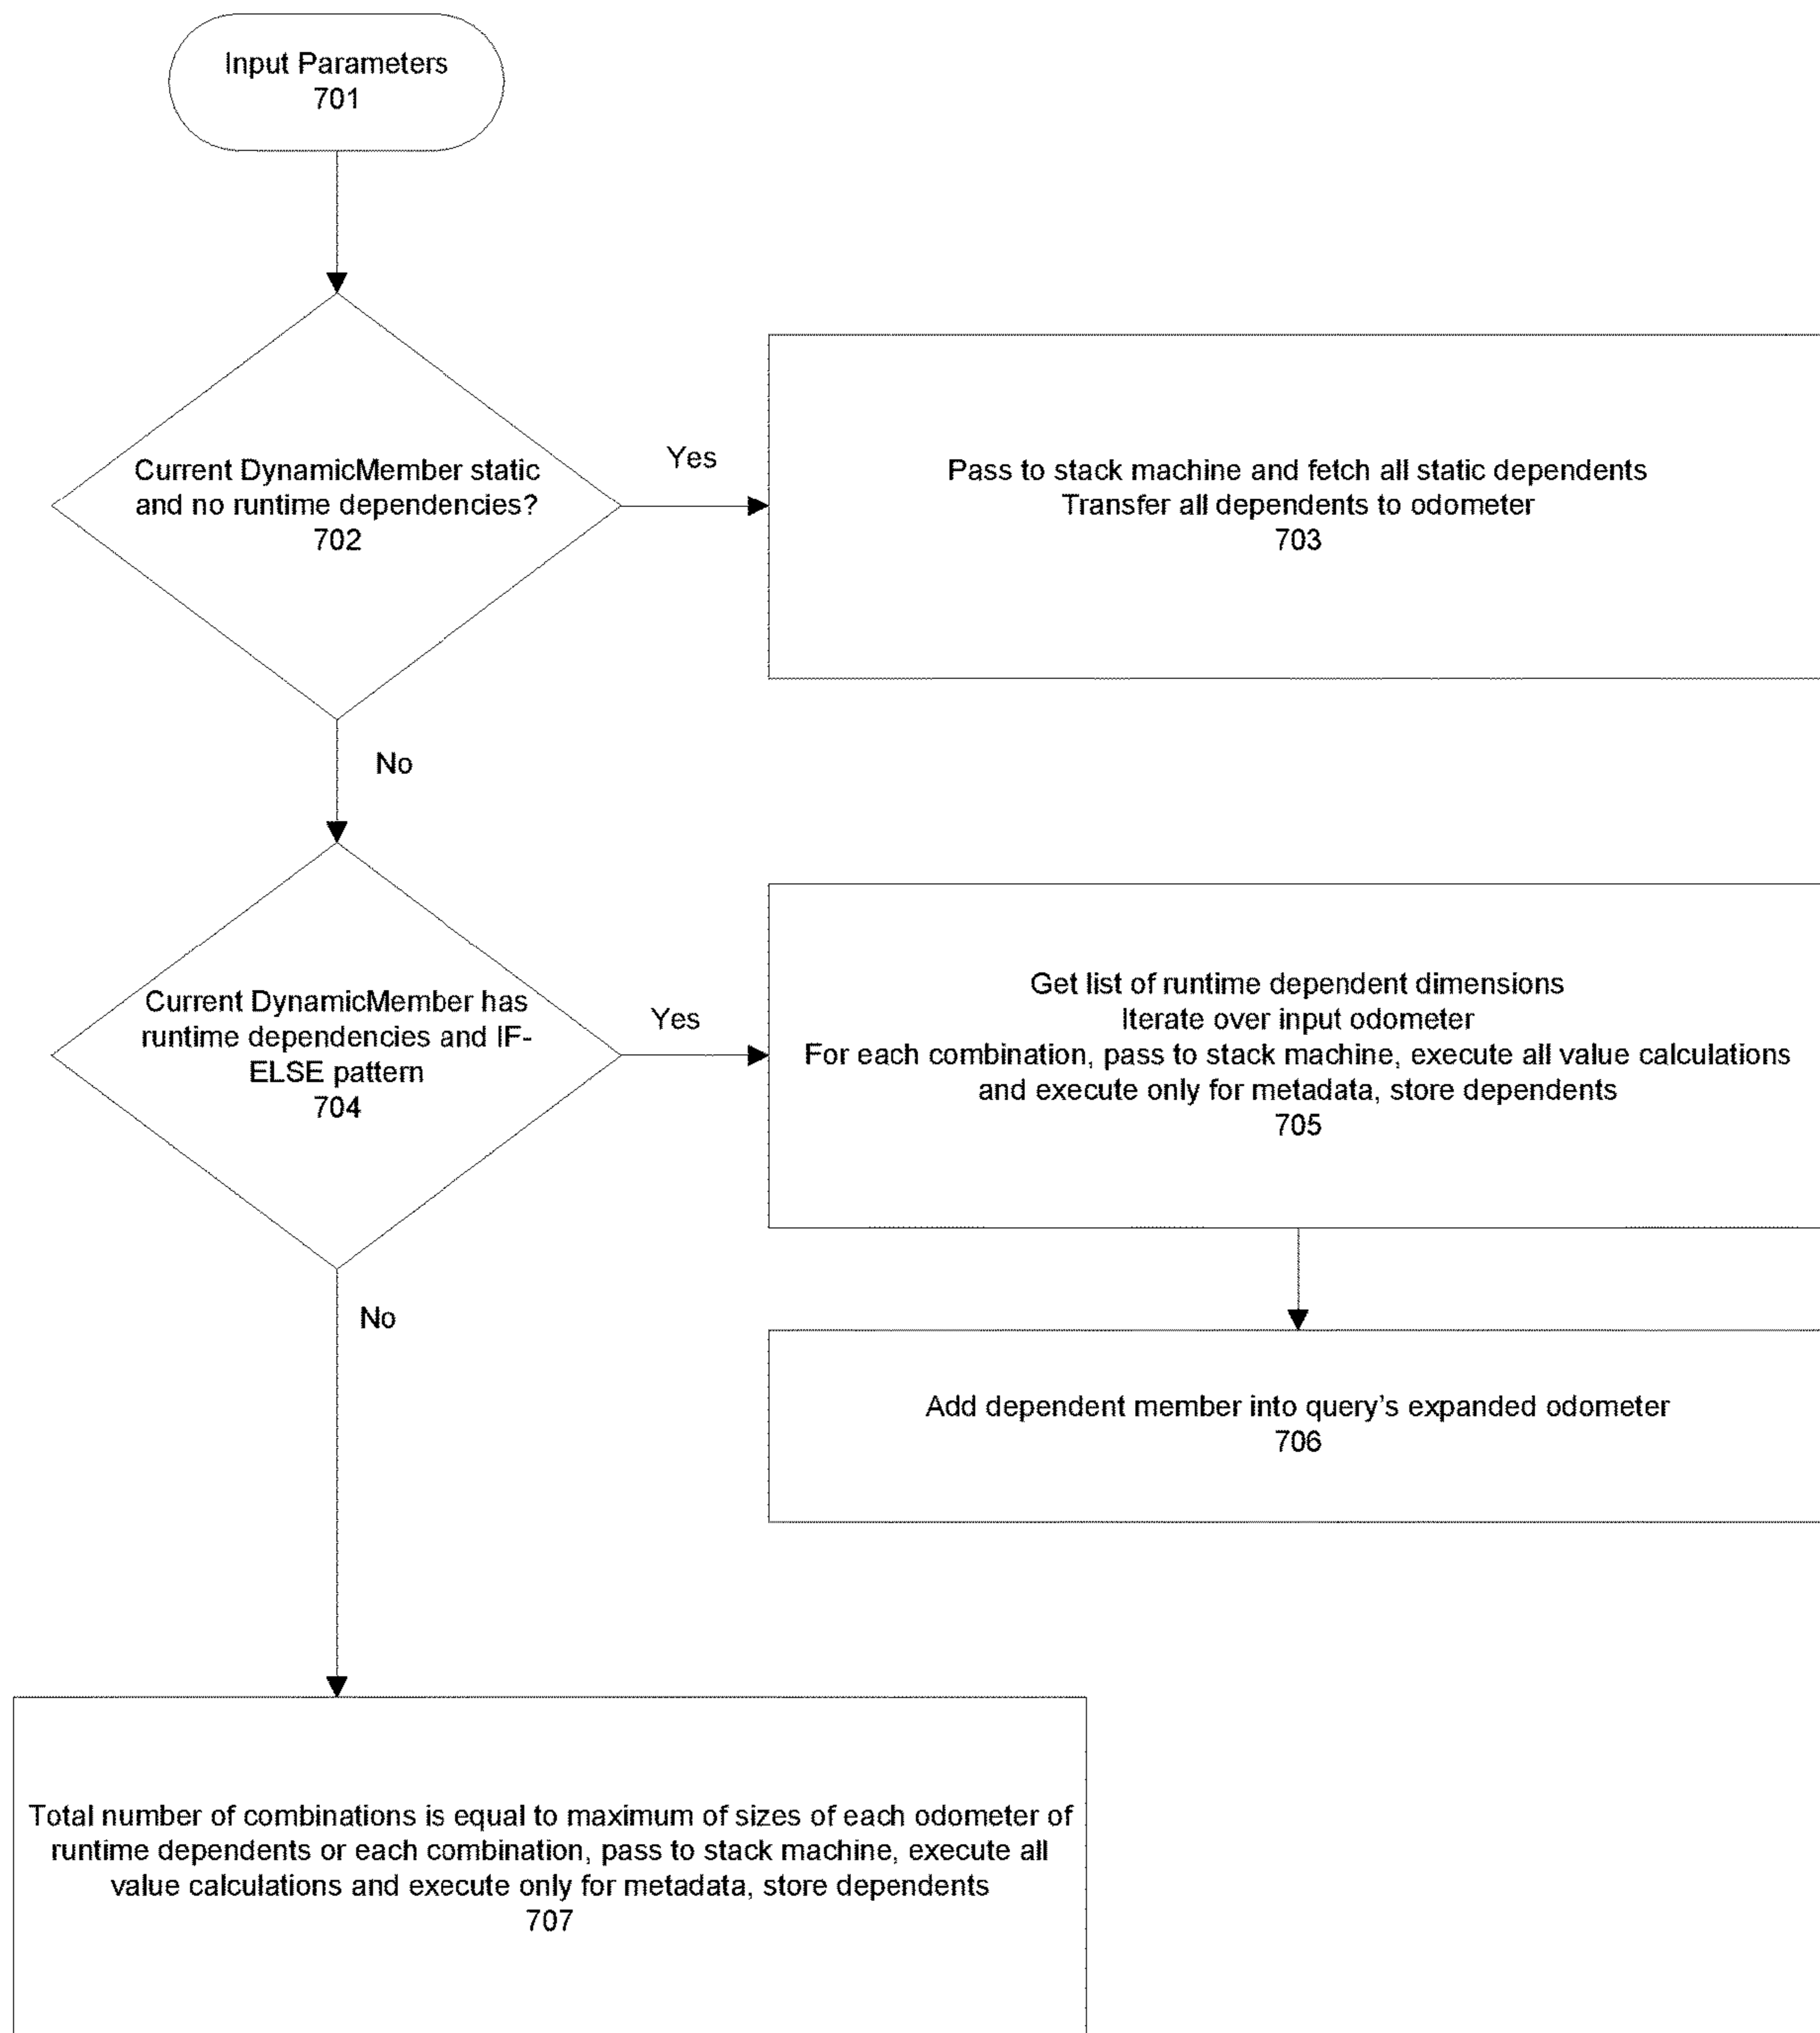 Input Parameters
701
Current DynamicMember static
and no runtime dependencies?
702
Yes
Pass to stack machine and fetch all static dependents
Transfer all dependents to odometer
703
No
Current DynamicMember has
runtime dependencies and IF-
ELSE pattern
704
Yes
Get list of runtime dependent dimensions
Iterate over input odometer
For each combination, pass to stack machine, execute all value calculations
and execute only for metadata, store dependents
705
No
Add dependent member into query's expanded odometer
706
Total number of combinations is equal to maximum of sizes of each odometer of
runtime dependents or each combination, pass to stack machine, execute all
value calculations and execute only for metadata, store dependents
707